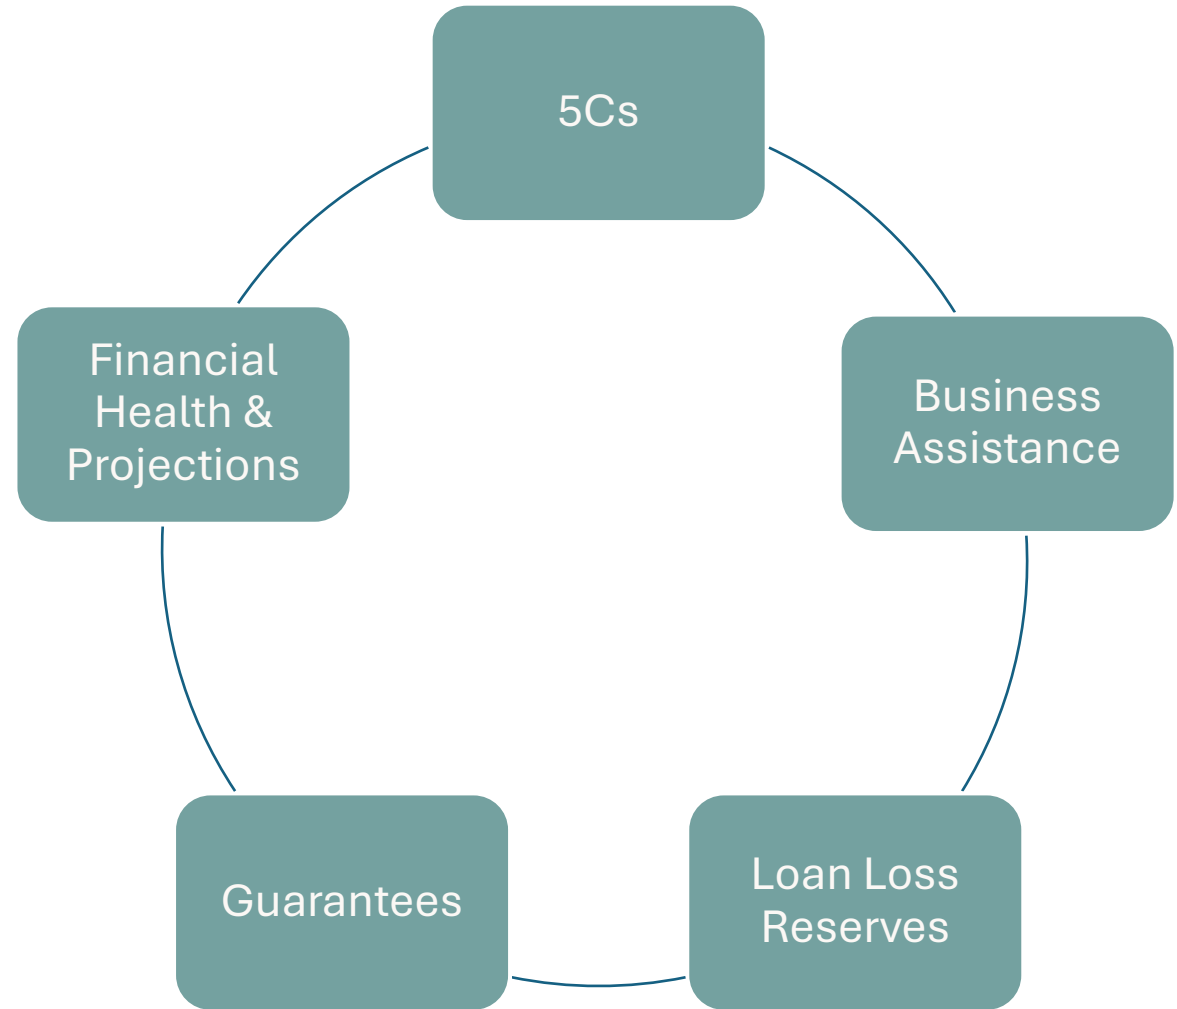 5Cs
Business
Assistance
Loan Loss
Reserves
Guarantees
Financial
Health &
Projections